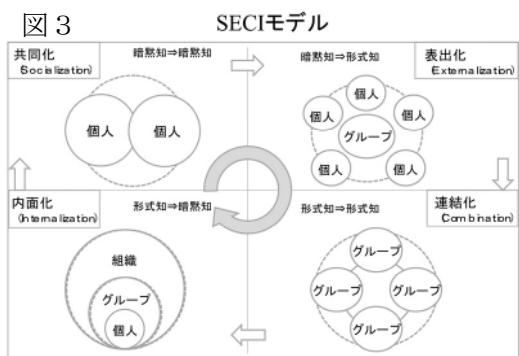 図３
SECIモデル
共同化
(Socialization)
暗黙知⇒暗黙知
個人
個人
暗黙知⇒形式知
表出化
(Externalization)
個人
個人
個人
グループ
個人
個人
内面化
(Internalization)
形式知⇒暗黙知
組織
グループ
個人
形式知⇒形式知
連結化
(Combination)
グループ
グループ
グループ
グループ